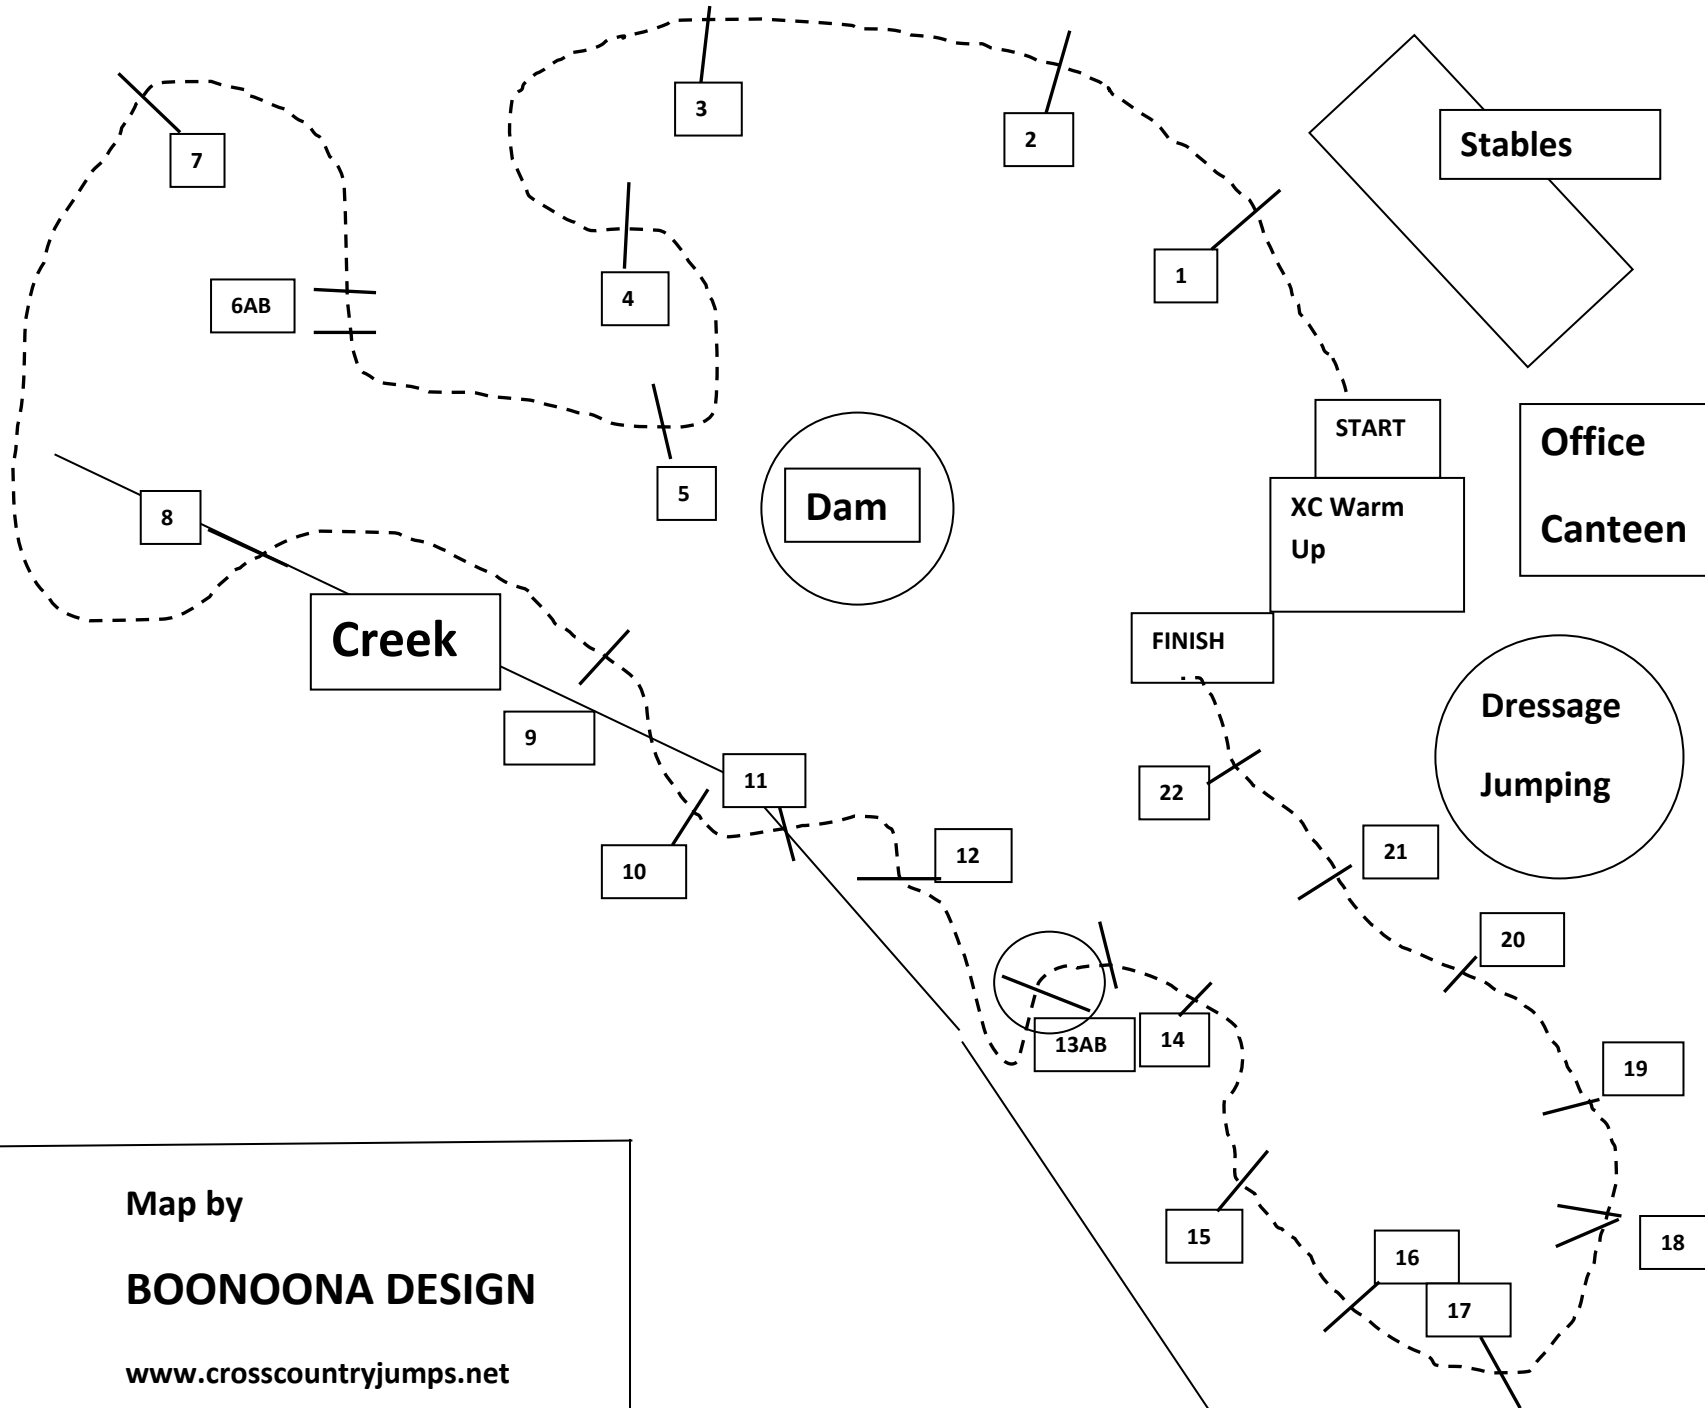 3
2
Stables
7
1
6AB
4
START
Office
Canteen
5
Dam
XC Warm
Up
8
Creek
FINISH
Dressage
Jumping
9
11
22
10
12
21
20
13AB
14
19
15
16
18
17
Map by
BOONOONA DESIGN
www.crosscountryjumps.net